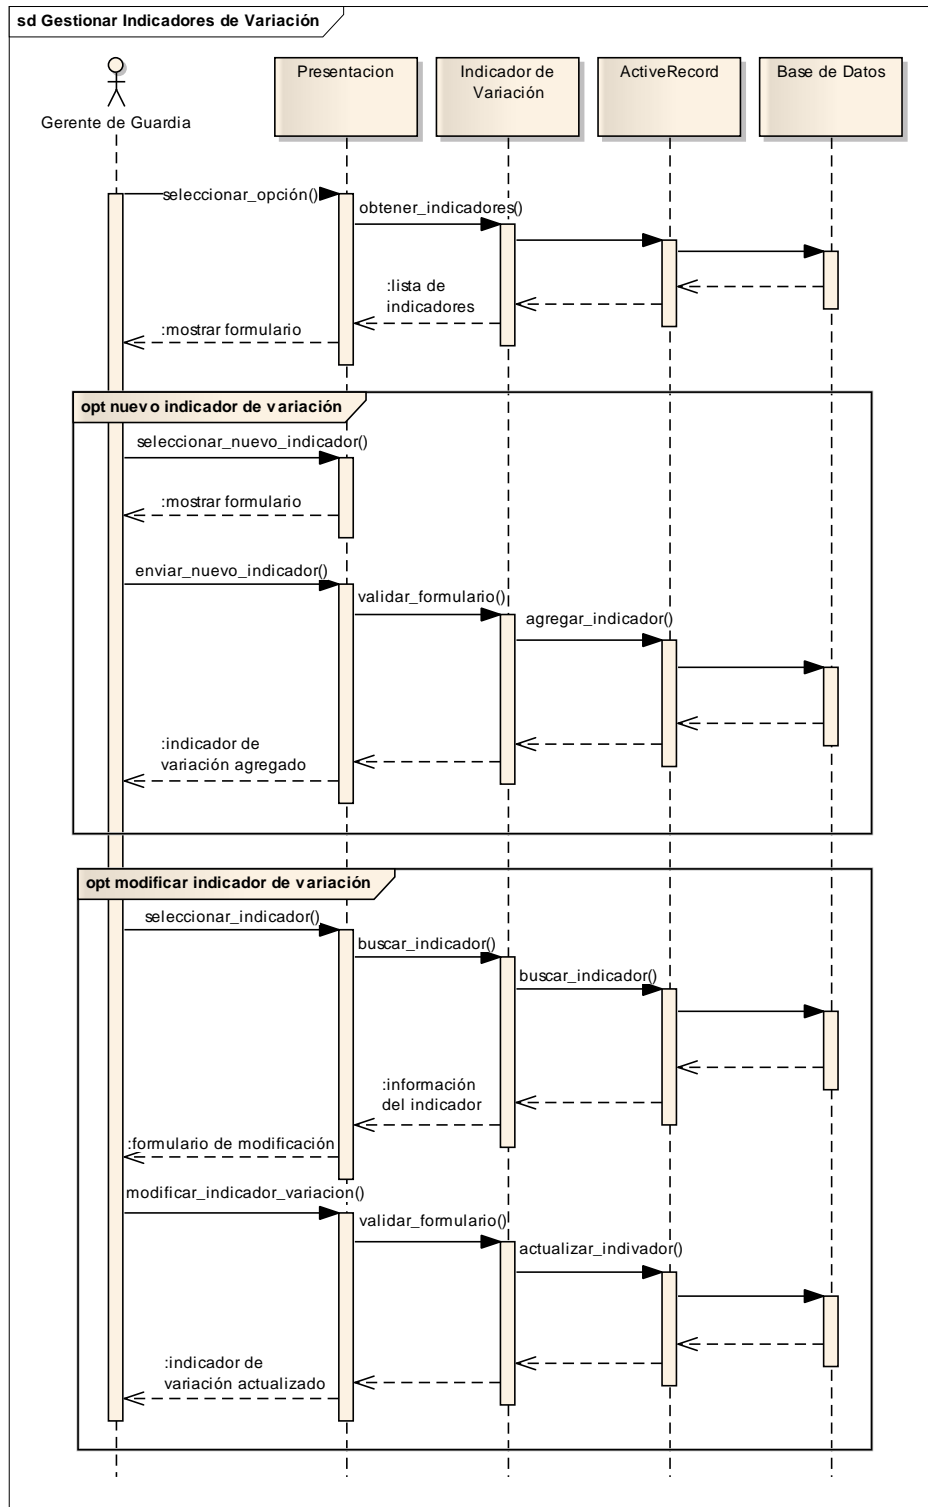 sd Gestionar Indicadores de Variación
Gerente de Guardia
Presentacion
Indicador de
Variación
ActiveRecord
Base de Datos
seleccionar_opción()
obtener_indicadores()
:lista de
indicadores
:mostrar formulario
opt nuevo indicador de variación
seleccionar_nuevo_indicador()
:mostrar formulario
enviar_nuevo_indicador()
validar_formulario()
agregar_indicador()
:indicador de
variación agregado
opt modificar indicador de variación
seleccionar_indicador()
buscar_indicador()
buscar_indicador()
:información
del indicador
:formulario de modificación
modificar_indicador_variacion()
validar_formulario()
actualizar_indivador()
:indicador de
variación actualizado